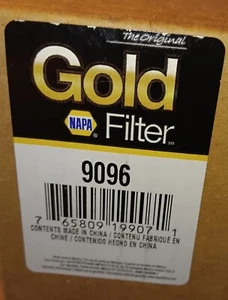 The Original
Gold
NAPA Filter
9096
7 65809 19907 1
CONTENTS MADE IN CHINA / CONTENU FABRIQUÉ EN
CHINE / CONTENIDO HECHO EN CHINA